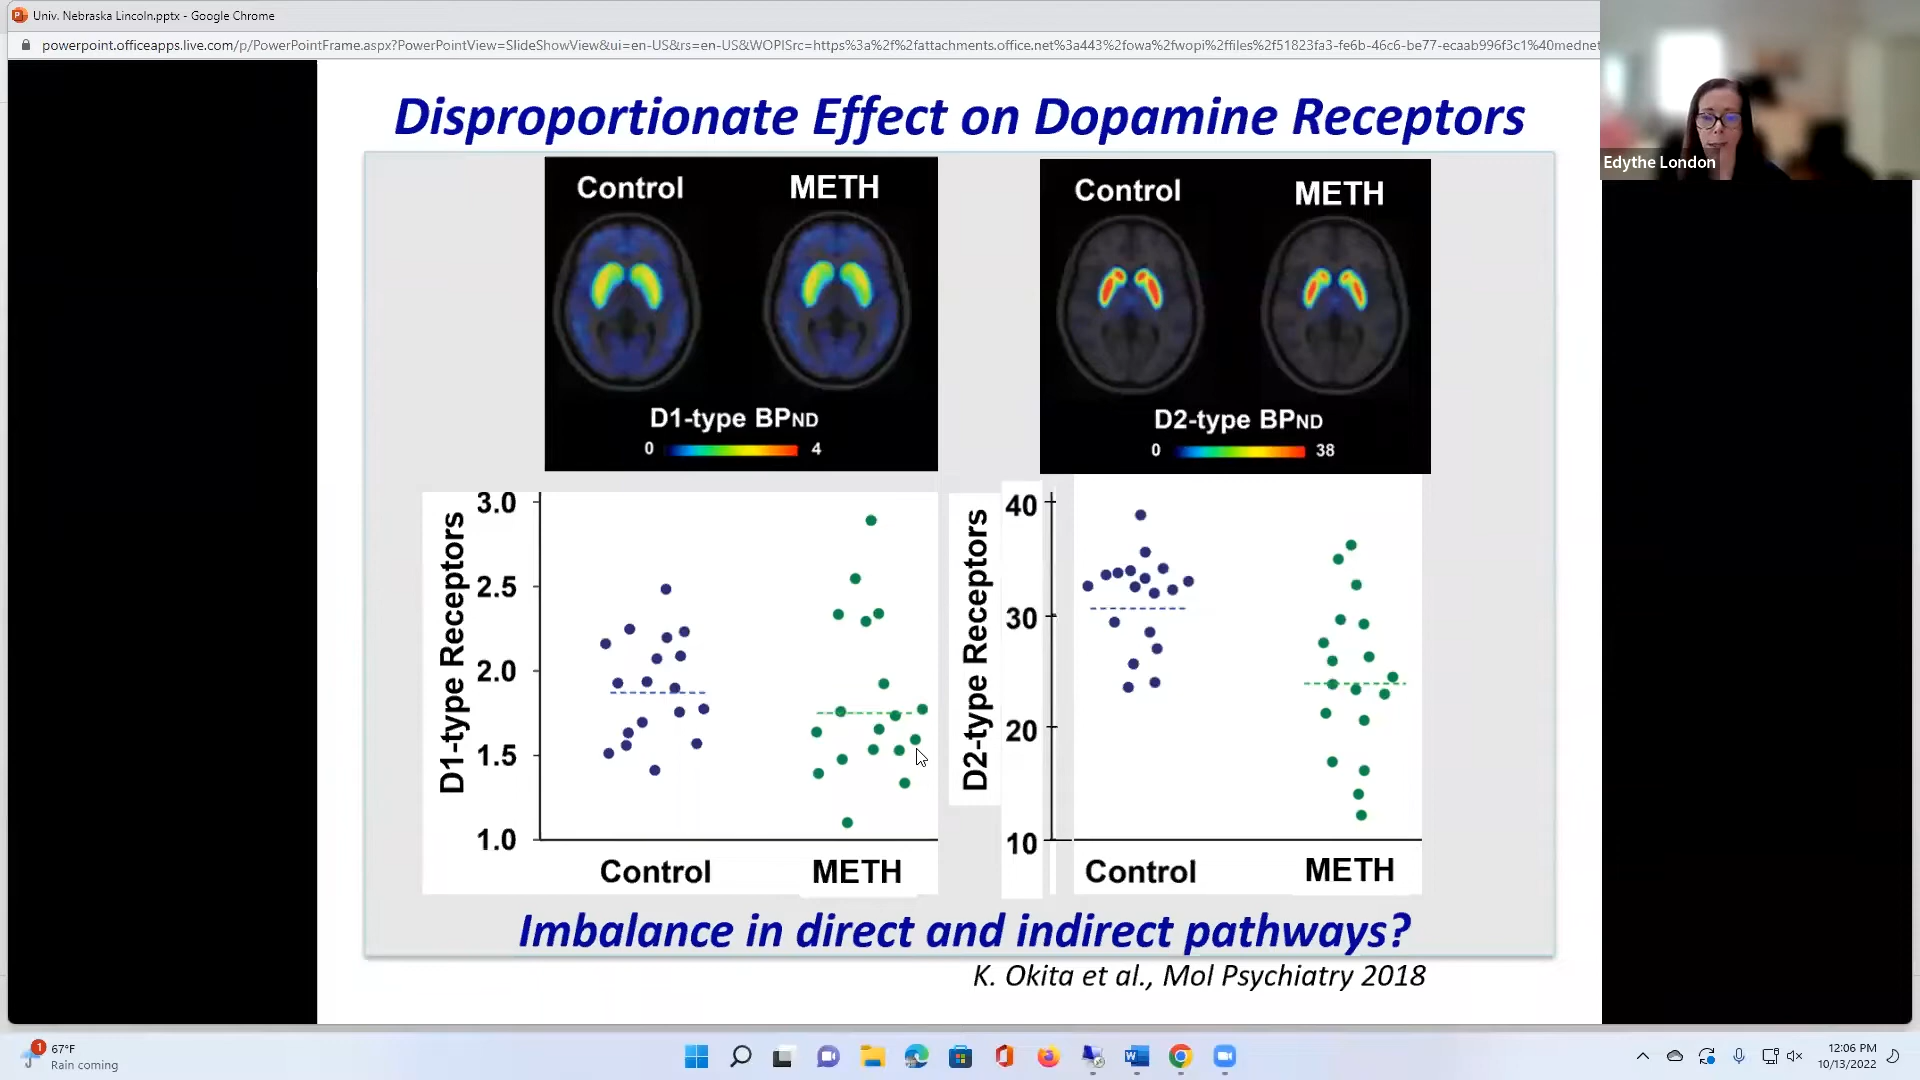 Univ. Nebraska Lincoln.pptx - Google Chrome
powerpoint.officeapps.live.com/p/PowerPointFrame.aspx?PowerPointView=SlideShowView&ui=en-US&rs=en-US&WOPISrc=https%3a%2f%2fattachments.office.net%3a443%2fowa%2fwopi%2ffiles%2f51823fa3-fe6b-46c6-be77-ecaab996f3c1%40mednet
Edythe London
Disproportionate Effect on Dopamine Receptors
Control METH
D1-type BPND
0 4
Control METH
D2-type BPND
0 38
D1-type Receptors
3.0
2.5
2.0
1.5
1.0
Control METH
D2-type Receptors
40
30
20
10
Control METH
Imbalance in direct and indirect pathways?
K. Okita et al., Mol Psychiatry 2018
1
67°F
Rain coming
12:06 PM
10/13/2022